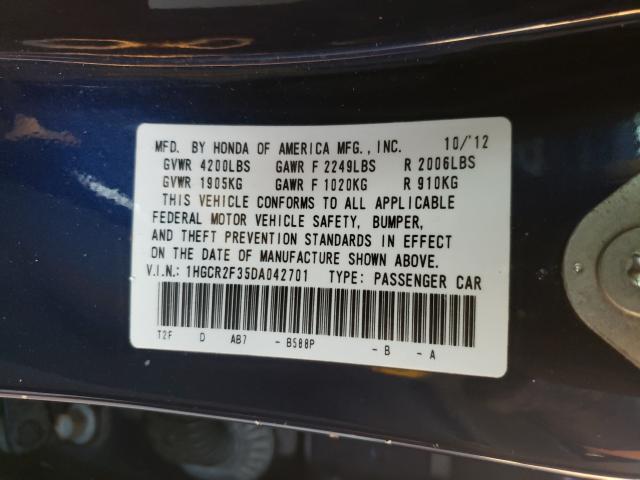 MFD. BY HONDA OF AMERICA MFG., INC. 10/'12
GVWR 4200LBS GAWR F 2249LBS R 2006LBS
GVWR 1905KG GAWR F 1020KG R 910KG
THIS VEHICLE CONFORMS TO ALL APPLICABLE
FEDERAL MOTOR VEHICLE SAFETY, BUMPER,
AND THEFT PREVENTION STANDARDS IN EFFECT
ON THE DATE OF MANUFACTURE SHOWN ABOVE.
V.I.N.: 1HGCR2F35DA042701 TYPE: PASSENGER CAR
T2F D AB7 - B588P - B - A